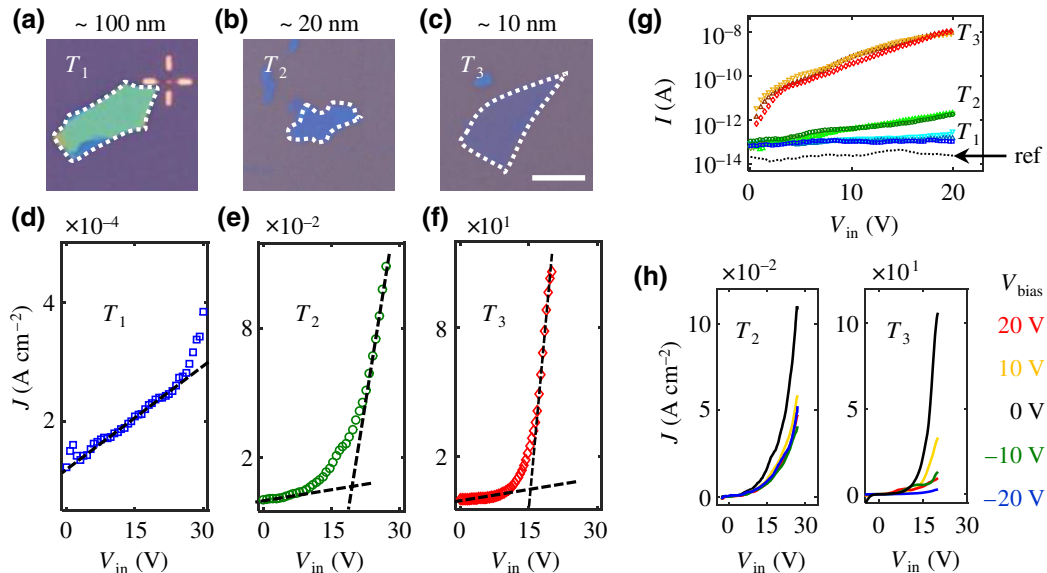 (a) ~ 100 nm
T1
(b) ~ 20 nm
T2
(c) ~ 10 nm
T3
(d) ×10⁻⁴
J (A cm⁻²)
4
2
T1
0 15 30
Vin (V)
(e) ×10⁻²
8
2
T2
0 15 30
Vin (V)
(f) ×10¹
8
2
T3
0 15 30
Vin (V)
(g)
I (A)
10⁻⁸
10⁻¹⁰
10⁻¹²
10⁻¹⁴
T3
T2
T1
ref
0 10 20
Vin (V)
(h)
×10⁻²
J (A cm⁻²)
10
5
0
T2
0 15 30
Vin (V)
×10¹
10
5
0
T3
0 15 30
Vin (V)
Vbias
20 V
10 V
0 V
–10 V
–20 V